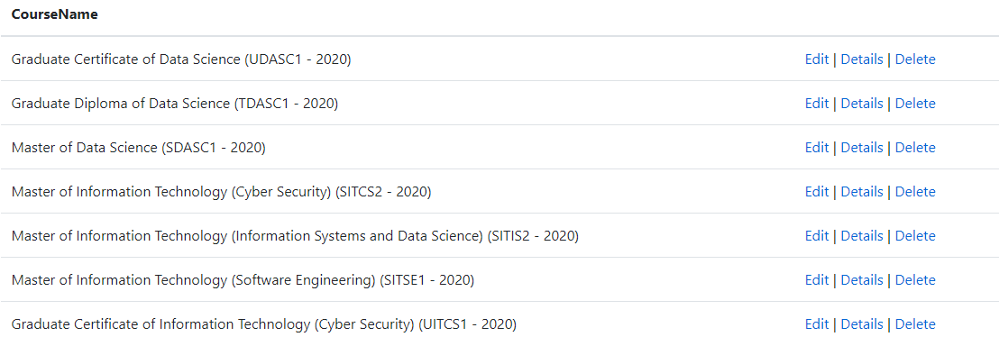 CourseName
Graduate Certificate of Data Science (UDASC1 - 2020) Edit | Details | Delete
Graduate Diploma of Data Science (TDASC1 - 2020) Edit | Details | Delete
Master of Data Science (SDASC1 - 2020) Edit | Details | Delete
Master of Information Technology (Cyber Security) (SITCS2 - 2020) Edit | Details | Delete
Master of Information Technology (Information Systems and Data Science) (SITIS2 - 2020) Edit | Details | Delete
Master of Information Technology (Software Engineering) (SITSE1 - 2020) Edit | Details | Delete
Graduate Certificate of Information Technology (Cyber Security) (UITCS1 - 2020) Edit | Details | Delete